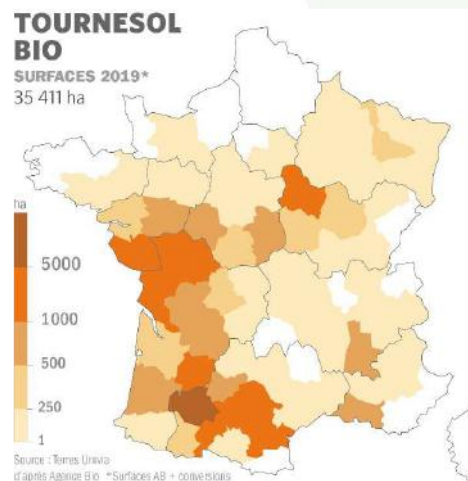 TOURNESOL
BIO
SURFACES 2019*
35 411 ha
ha
5000
1000
500
250
1
Source : Terres Univia
d'après Agence Bio *Surfaces AB + conversions